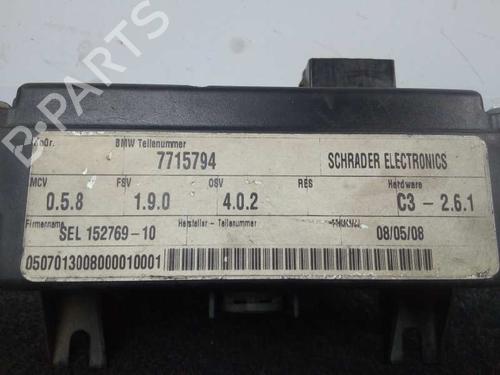 BMW Teilenummer
7715794 SCHRADER ELECTRONICS
MCV FSV OSV RES Hardware
0.5.8 1.9.0 4.0.2 C3 - 2.6.1
Firmenname Hersteller - Teilenummer
SEL 152769-10 08/05/08
0507013008000010001
B-PARTS